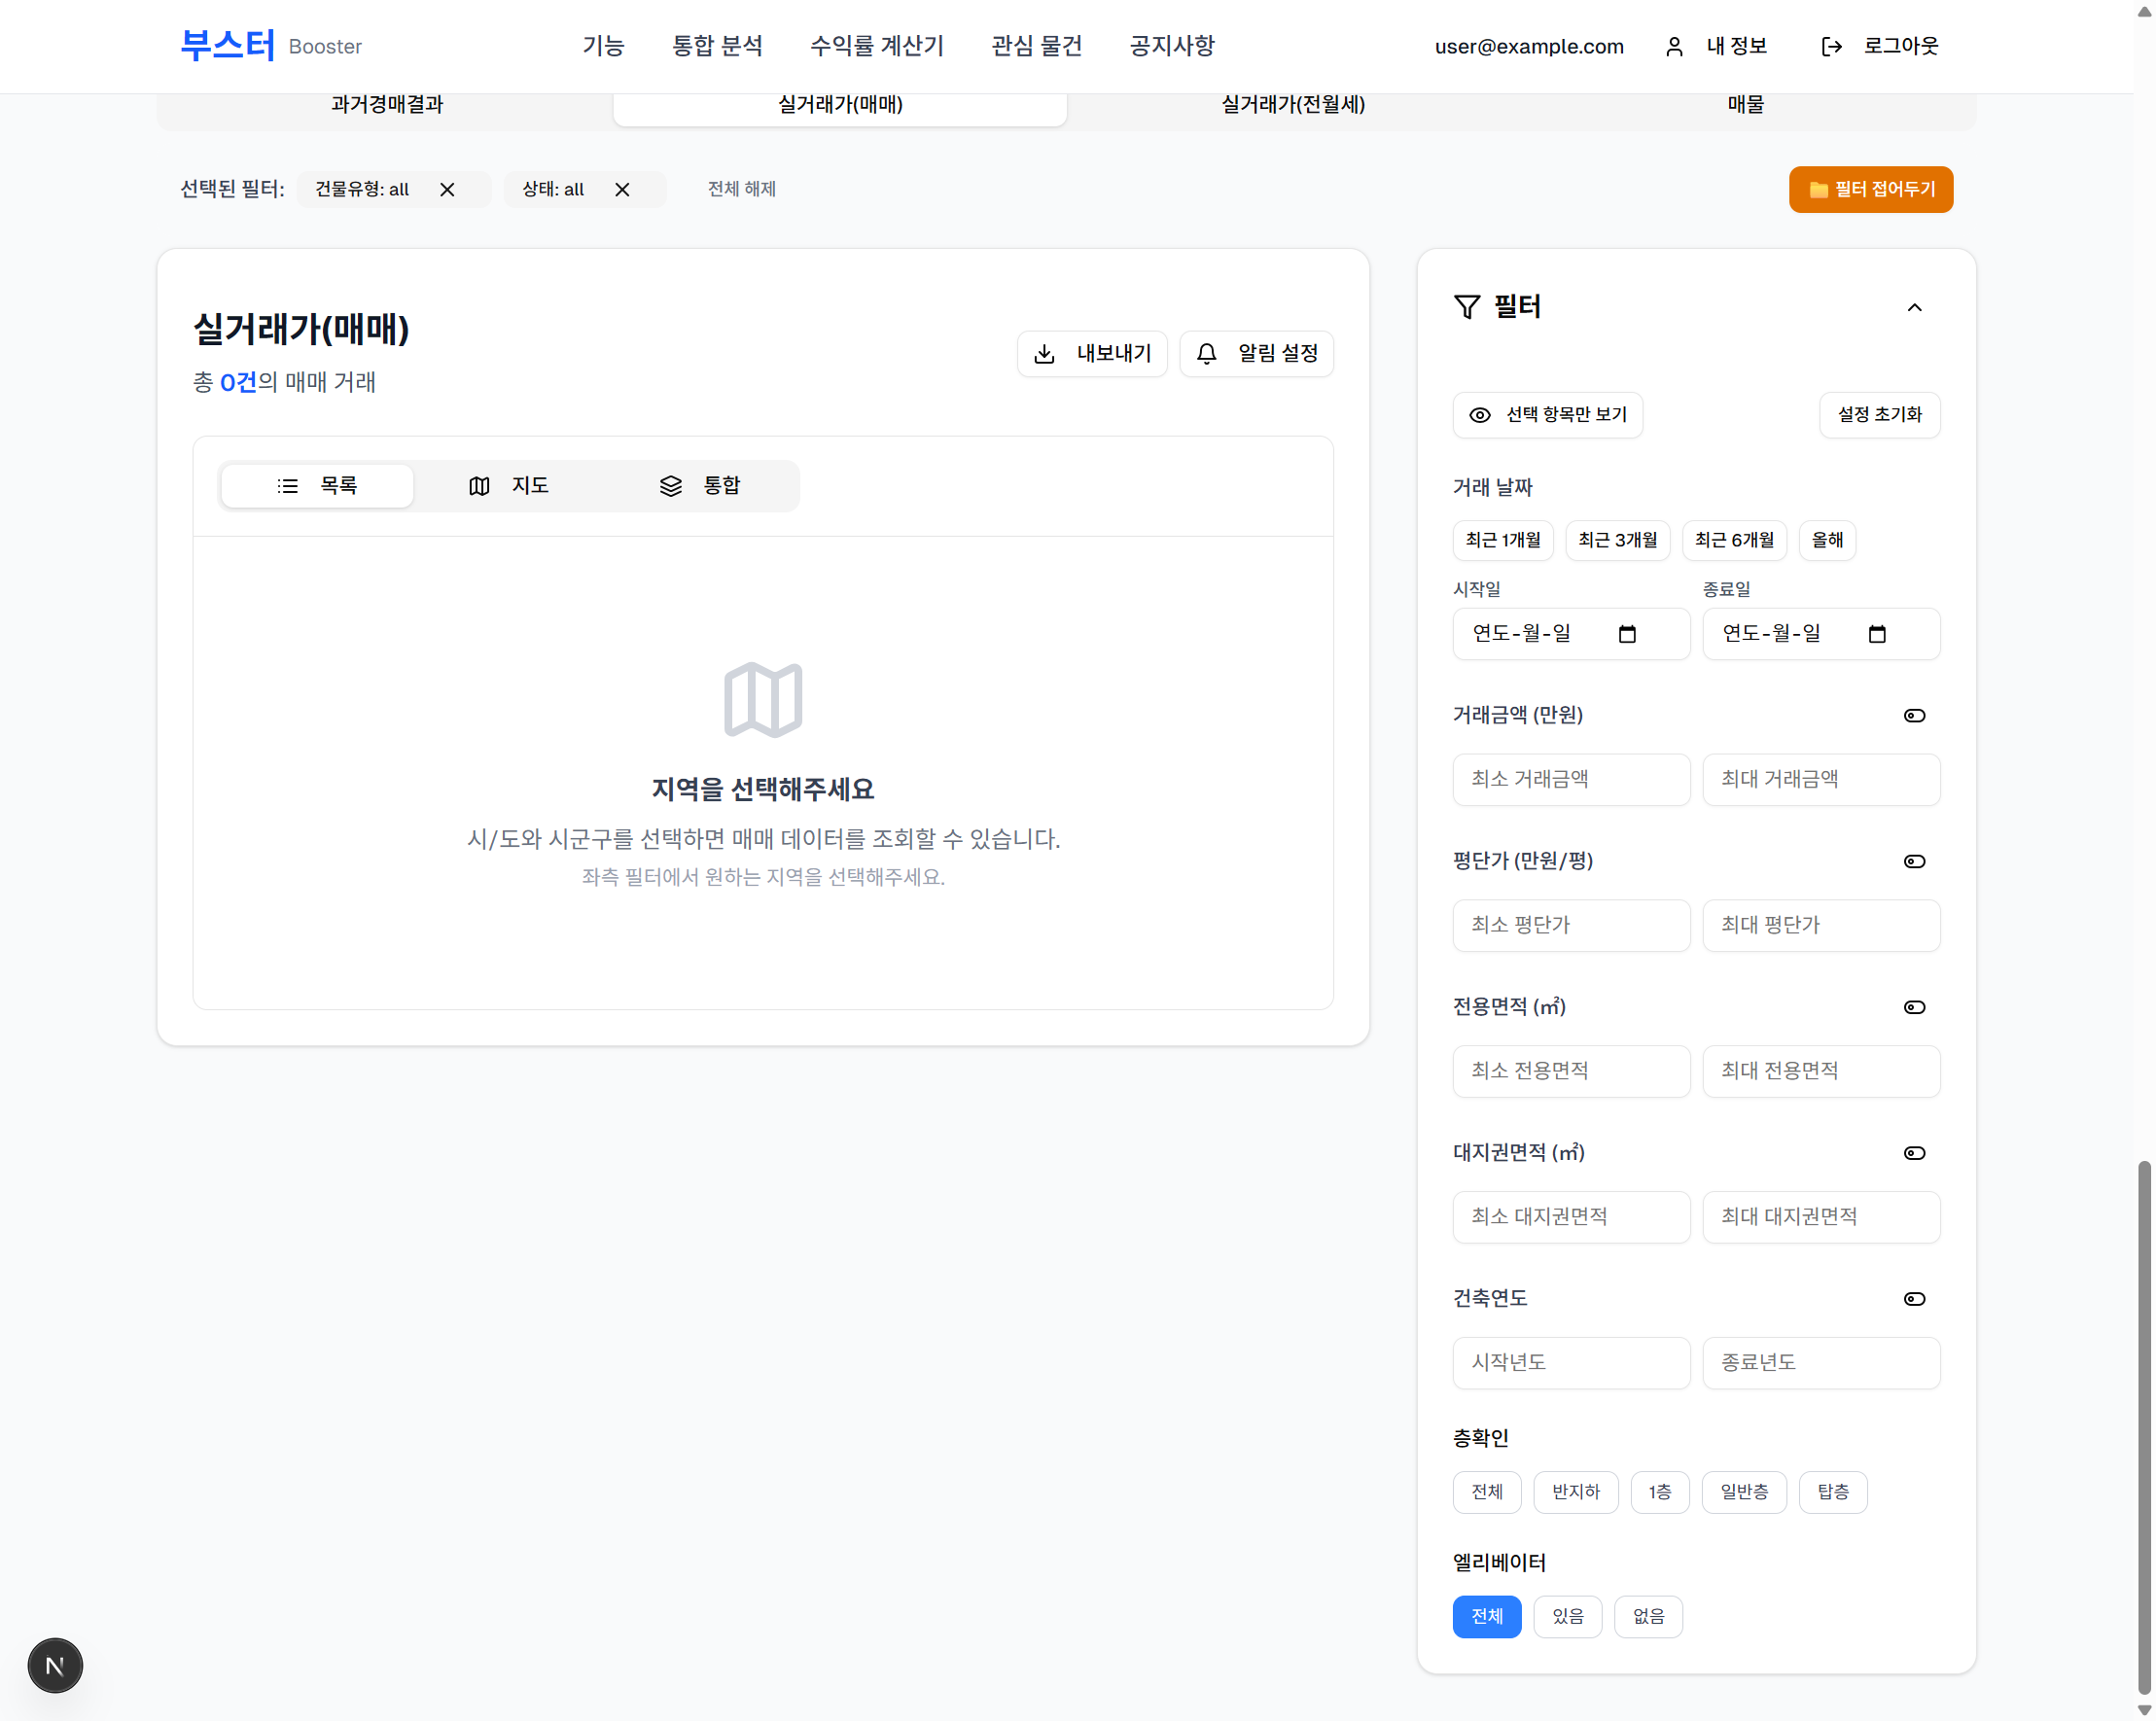 부스터 Booster 기능 통합 분석 수익률 계산기 관심 물건 공지사항 user@example.com 내 정보 로그아웃
과거경매결과 실거래가(매매) 실거래가(전월세) 매물
선택된 필터: 건물유형: all 상태: all 전체 해제 필터 접어두기
실거래가(매매)
총 0건의 매매 거래
내보내기 알림 설정
목록 지도 통합
지역을 선택해주세요
시/도와 시군구를 선택하면 매매 데이터를 조회할 수 있습니다.
좌측 필터에서 원하는 지역을 선택해주세요.
필터
선택 항목만 보기 설정 초기화
거래 날짜
최근 1개월 최근 3개월 최근 6개월 올해
시작일 종료일
연도-월-일 연도-월-일
거래금액 (만원)
최소 거래금액 최대 거래금액
평단가 (만원/평)
최소 평단가 최대 평단가
전용면적 (㎡)
최소 전용면적 최대 전용면적
대지권면적 (㎡)
최소 대지권면적 최대 대지권면적
건축연도
시작년도 종료년도
층확인
전체 반지하 1층 일반층 탑층
엘리베이터
전체 있음 없음
N